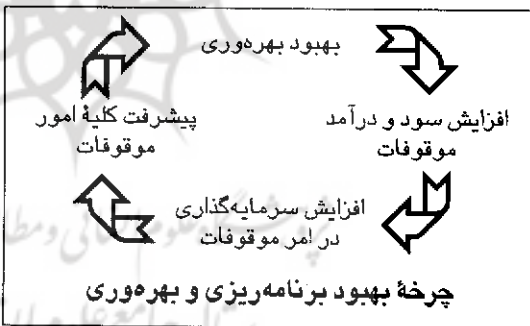 بهبود بهره‌وری
افزایش سود و درآمد
موقوفات
پیشرفت کلیهٔ امور
موقوفات
افزایش سرمایه‌گذاری
در امر موقوفات
چرخهٔ بهبود برنامه‌ریزی و بهره‌وری